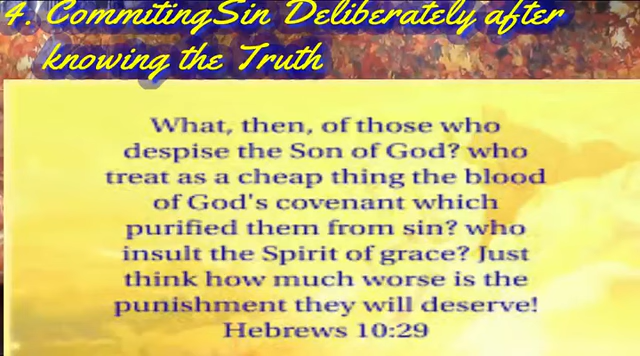 4. CommitingSin Deliberately after
knowing the Truth
What, then, of those who
despise the Son of God? who
treat as a cheap thing the blood
of God's covenant which
purified them from sin? who
insult the Spirit of grace? Just
think how much worse is the
punishment they will deserve!
Hebrews 10:29